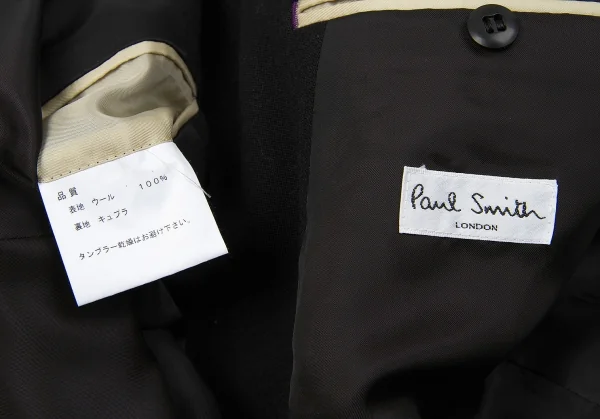 品質
表地 ウール 100%
裏地 キュプラ
タンブラー乾燥はお避け下さい。
Paul Smith
LONDON